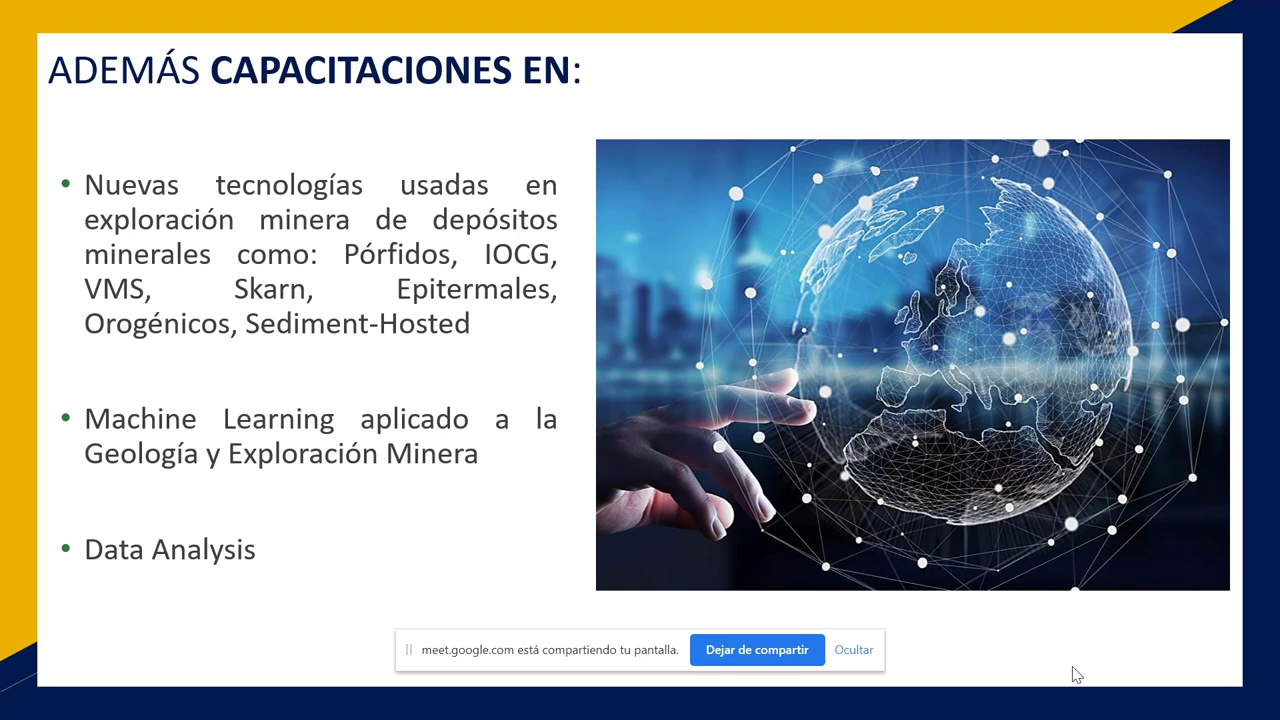 ADEMÁS CAPACITACIONES EN:
• Nuevas tecnologías usadas en
exploración minera de depósitos
minerales como: Pórfidos, IOCG,
VMS, Skarn, Epitermales,
Orogénicos, Sediment-Hosted
• Machine Learning aplicado a la
Geología y Exploración Minera
• Data Analysis
meet.google.com está compartiendo tu pantalla. Dejar de compartir Ocultar